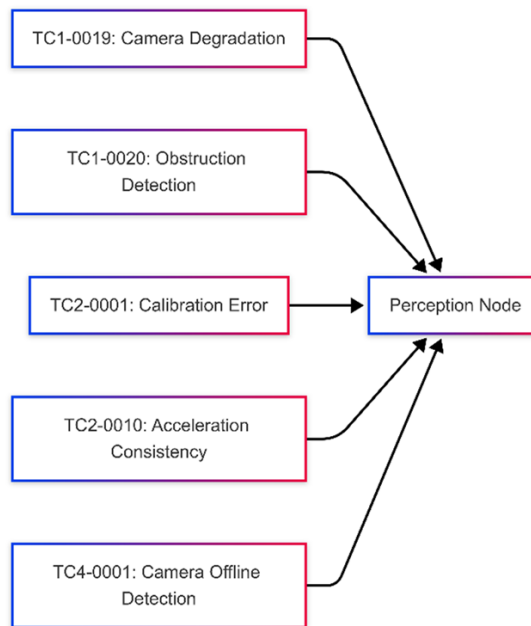 TC1-0019: Camera Degradation
TC1-0020: Obstruction
Detection
TC2-0001: Calibration Error
Perception Node
TC2-0010: Acceleration
Consistency
TC4-0001: Camera Offline
Detection